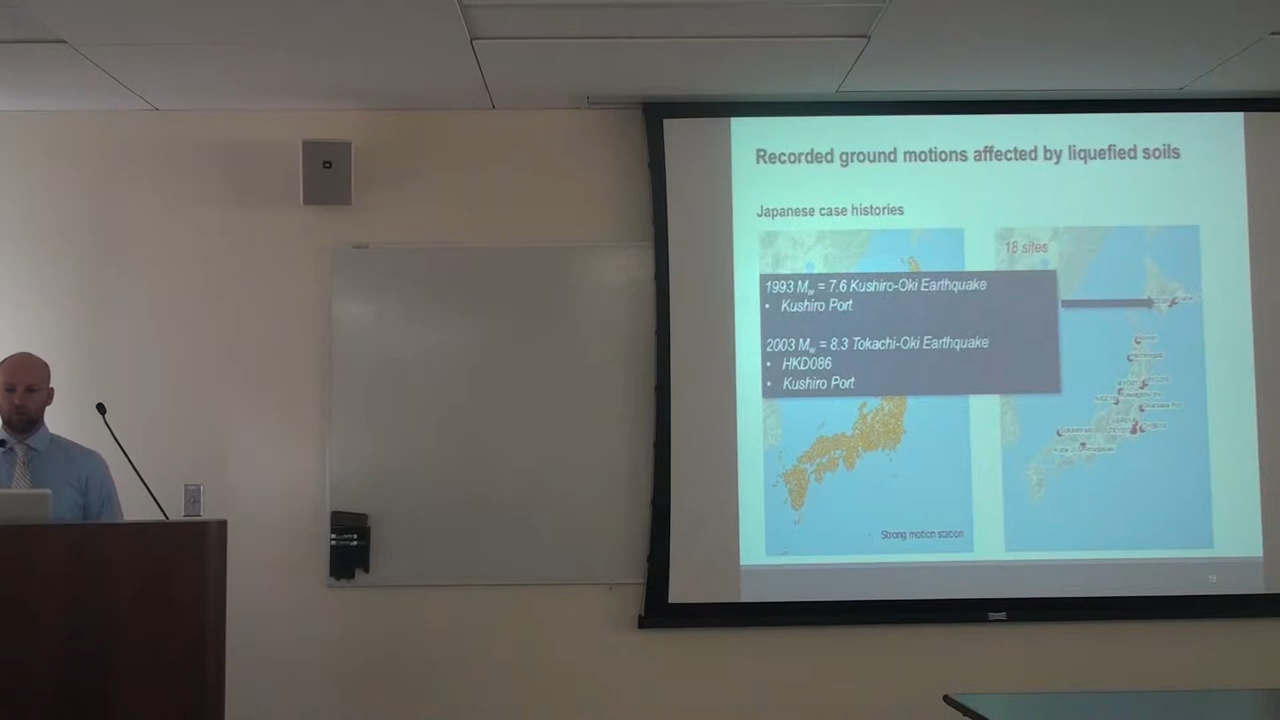 Recorded ground motions affected by liquefied soils
Japanese case histories
18 sites
1993 Mw = 7.6 Kushiro-Oki Earthquake
• Kushiro Port
2003 Mw = 8.3 Tokachi-Oki Earthquake
• HKD086
• Kushiro Port
Strong motion station
15